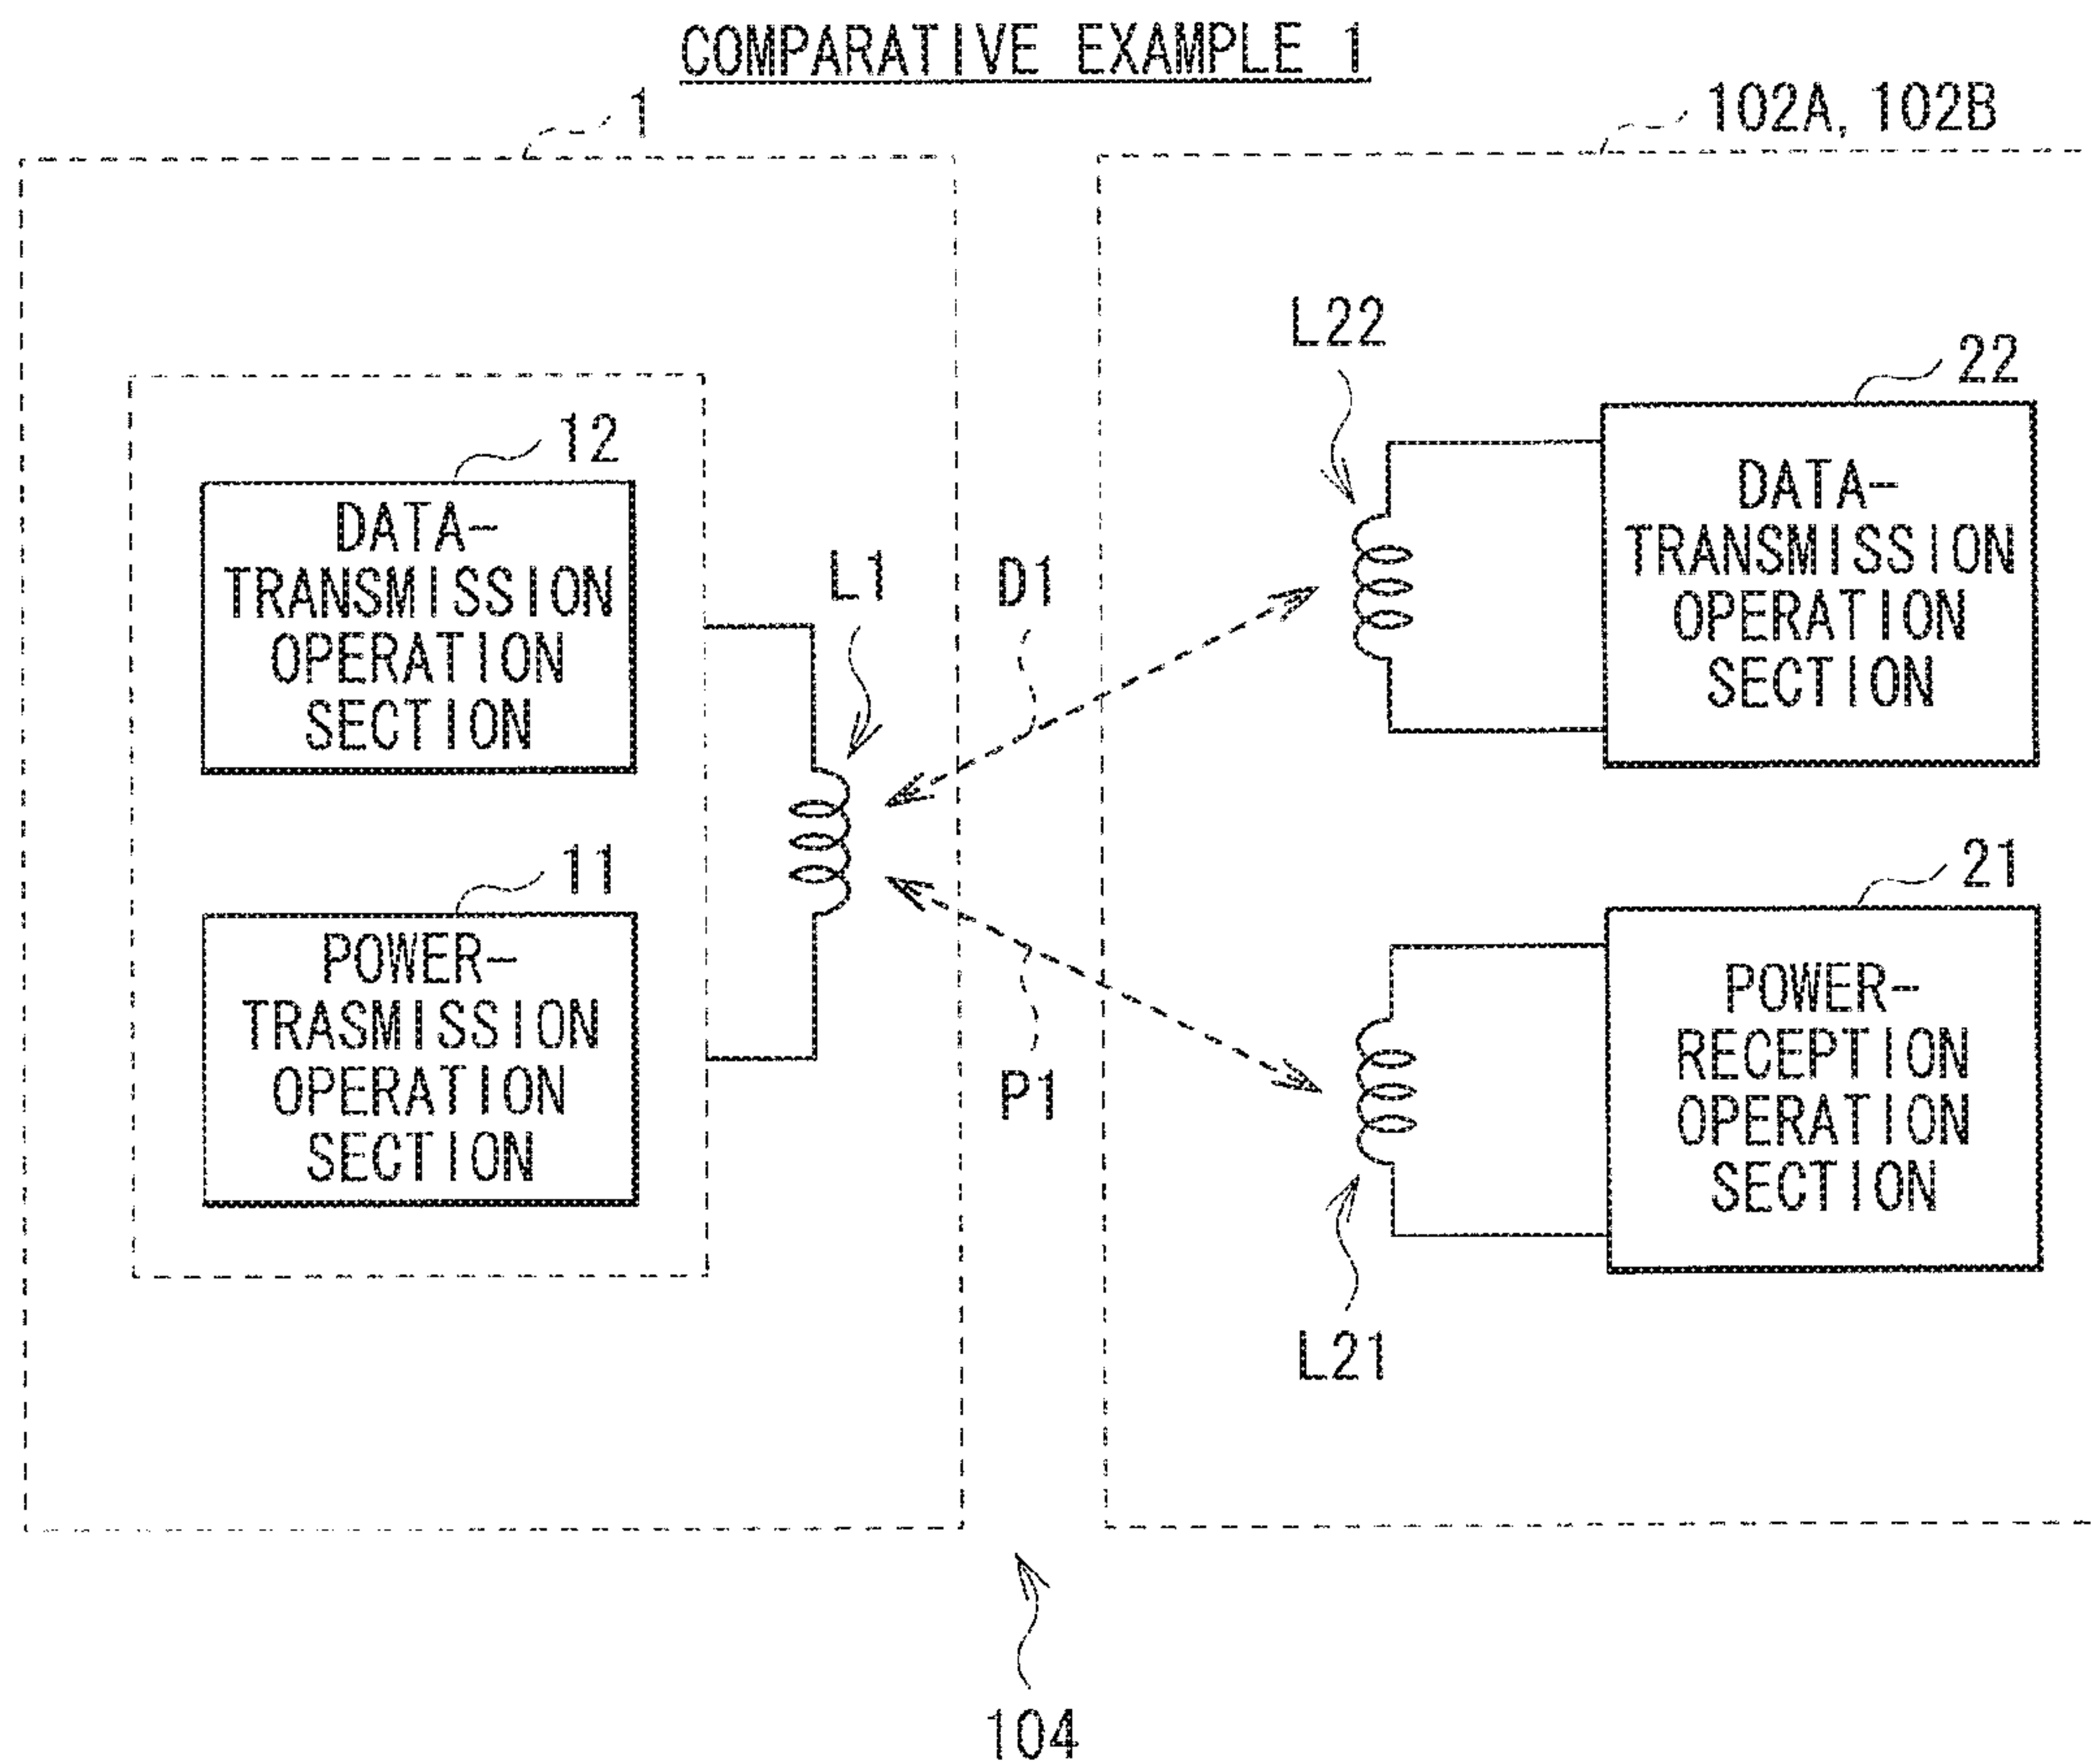 COMPARATIVE EXAMPLE 1
1
102A, 102B
12
DATA-
TRANSMISSION
OPERATION
SECTION
11
POWER-
TRASMISSION
OPERATION
SECTION
L1
D1
P1
L22
22
DATA-
TRANSMISSION
OPERATION
SECTION
21
POWER-
RECEPTION
OPERATION
SECTION
L21
104